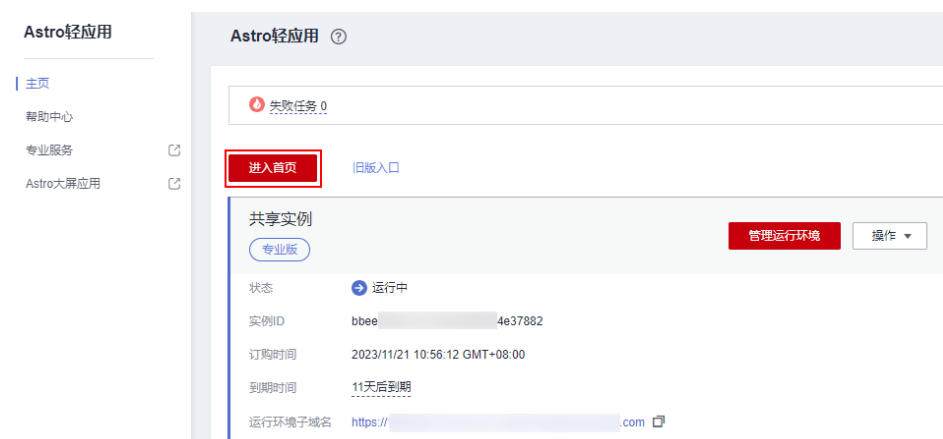 Astro轻应用
主页
帮助中心
专业服务
Astro大屏应用
Astro轻应用 ?
失败任务 0
进入首页 旧版入口
共享实例
专业版
管理运行环境 操作
状态 运行中
实例ID bbee 4e37882
订购时间 2023/11/21 10:56:12 GMT+08:00
到期时间 11天后到期
运行环境子域名 https:// .com